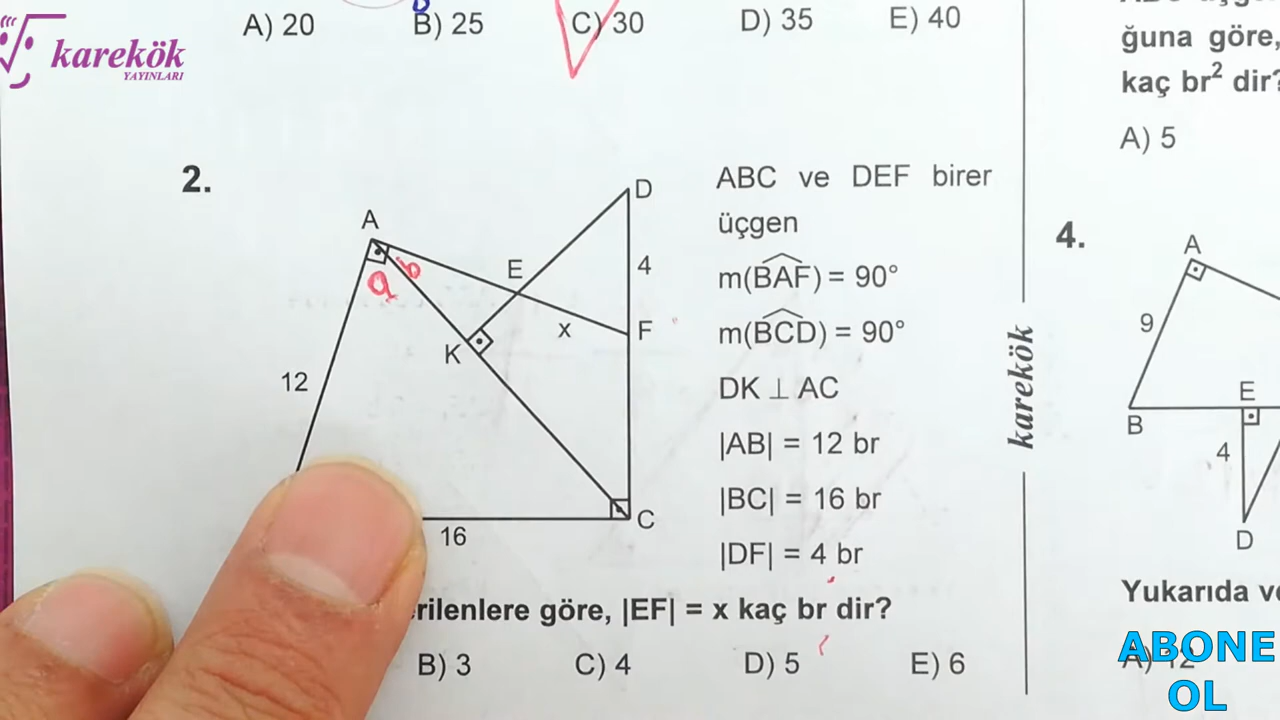 karekök
YAYINLARI
A) 20 B) 25 C) 30 D) 35 E) 40
2.
A
D
E
4
F
x
K
12
C
16
a
b
ABC ve DEF birer
üçgen
m(BAF) = 90°
m(BCD) = 90°
DK ⊥ AC
|AB| = 12 br
|BC| = 16 br
|DF| = 4 br
göre, |EF| = x kaç br dir?
B) 3 C) 4 D) 5 E) 6
karekök
ğuna göre,
kaç br² dir?
A) 5
4.
A
9
B
E
4
D
Yukarıda
A) 12
ABONE
OL